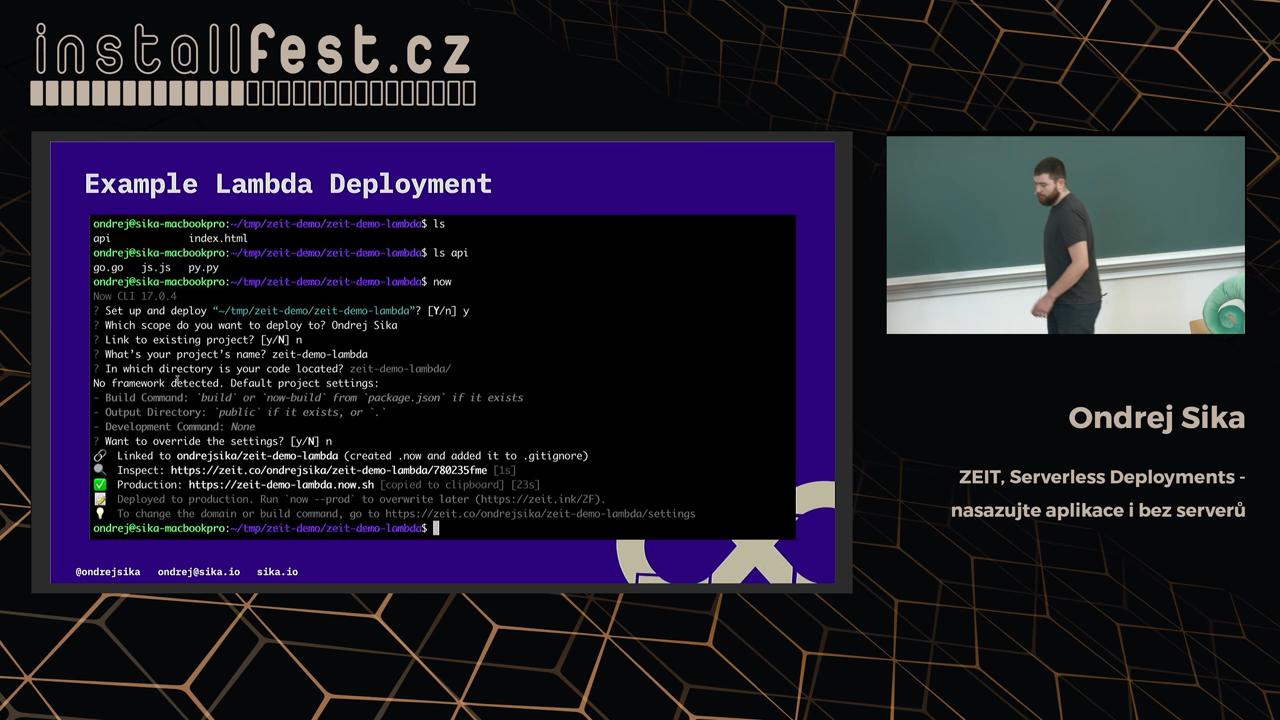 installfest.cz
Example Lambda Deployment
ondrej@sika-macbookpro:~/tmp/zeit-demo/zeit-demo-lambda$ ls
api index.html
ondrej@sika-macbookpro:~/tmp/zeit-demo/zeit-demo-lambda$ ls api
go.go js.js py.py
ondrej@sika-macbookpro:~/tmp/zeit-demo/zeit-demo-lambda$ now
Now CLI 17.0.4
? Set up and deploy “~/tmp/zeit-demo/zeit-demo-lambda”? [Y/n] y
? Which scope do you want to deploy to? Ondrej Sika
? Link to existing project? [y/N] n
? What’s your project’s name? zeit-demo-lambda
? In which directory is your code located? zeit-demo-lambda/
No framework detected. Default project settings:
- Build Command: `build` or `now-build` from `package.json` if it exists
- Output Directory: `public` if it exists, or `.`
- Development Command: None
? Want to override the settings? [y/N] n
🔗 Linked to ondrejsika/zeit-demo-lambda (created .now and added it to .gitignore)
🔍 Inspect: https://zeit.co/ondrejsika/zeit-demo-lambda/780235fme [1s]
✅ Production: https://zeit-demo-lambda.now.sh [copied to clipboard] [23s]
📝 Deployed to production. Run `now --prod` to overwrite later (https://zeit.ink/2F).
💡 To change the domain or build command, go to https://zeit.co/ondrejsika/zeit-demo-lambda/settings
ondrej@sika-macbookpro:~/tmp/zeit-demo/zeit-demo-lambda$
@ondrejsika ondrej@sika.io sika.io
Ondrej Sika
ZEIT, Serverless Deployments -
nasazujte aplikace i bez serverů